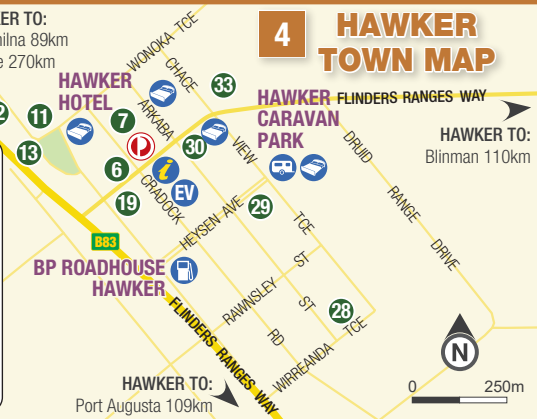 4
HAWKER
TOWN MAP
ER TO:
ilna 89km
e 270km
WONOKA TCE
CHACE
VIEW
TCE
33
HAWKER
HOTEL
ARKABA
ST
HAWKER
CARAVAN
PARK
FLINDERS RANGES WAY
HAWKER TO:
Blinman 110km
2
11
7
13
6
30
i
EV
19
CRADOCK
RD
HEYSEN AVE
29
DRUID
RANGE
DRIVE
B83
BP ROADHOUSE
HAWKER
RAWNSLEY
ST
28
WIRREANDA TCE
FLINDERS RANGES WAY
HAWKER TO:
Port Augusta 109km
N
0
250m